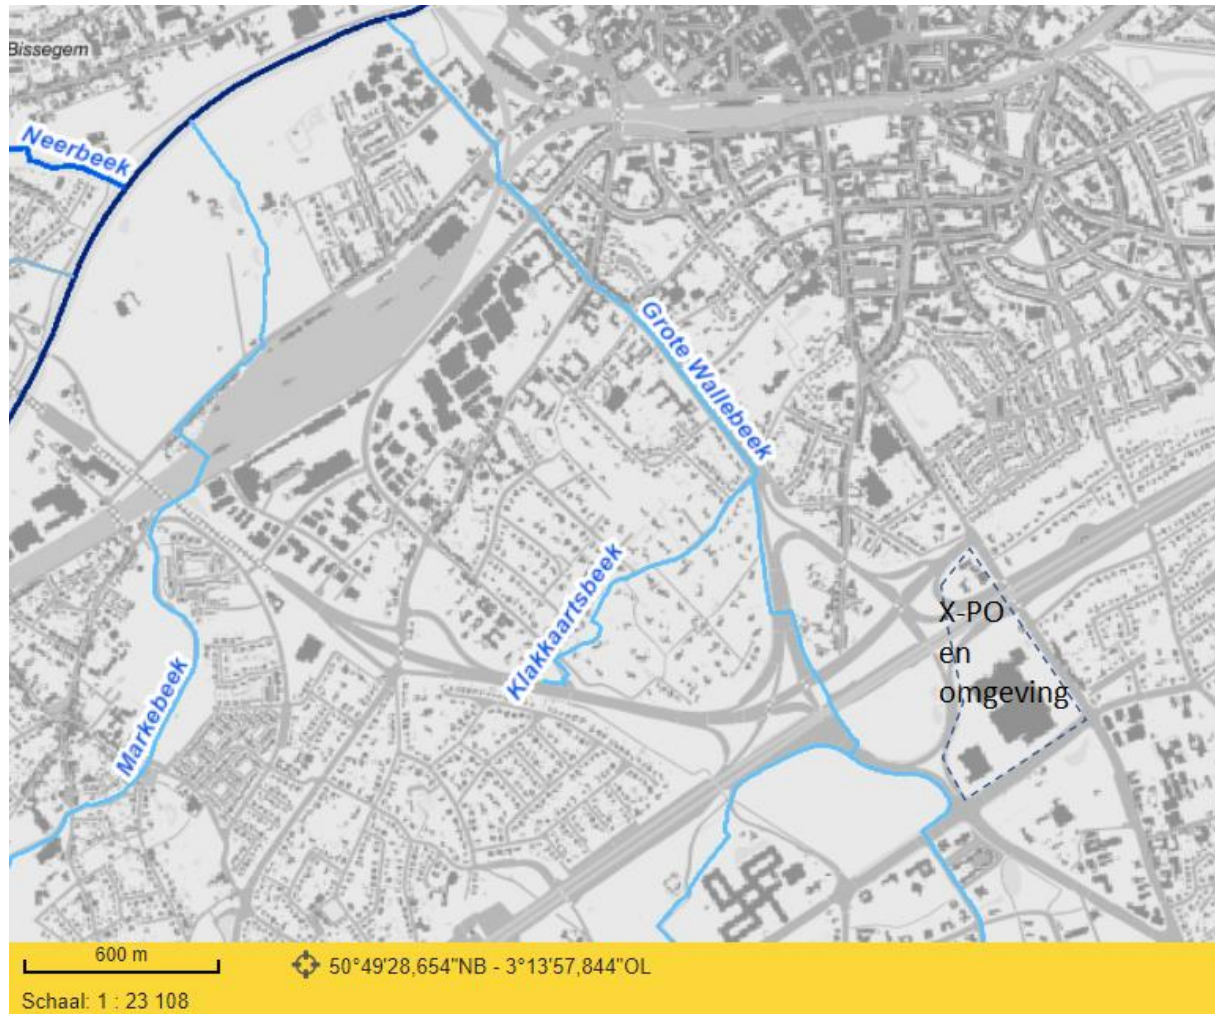 Bissegem
Neerbeek
Grote Wallebeek
Klakkaartsbeek
X-PO
en
omgeving
Markebeek
600 m
50°49'28,654"NB - 3°13'57,844"OL
Schaal: 1 : 23 108